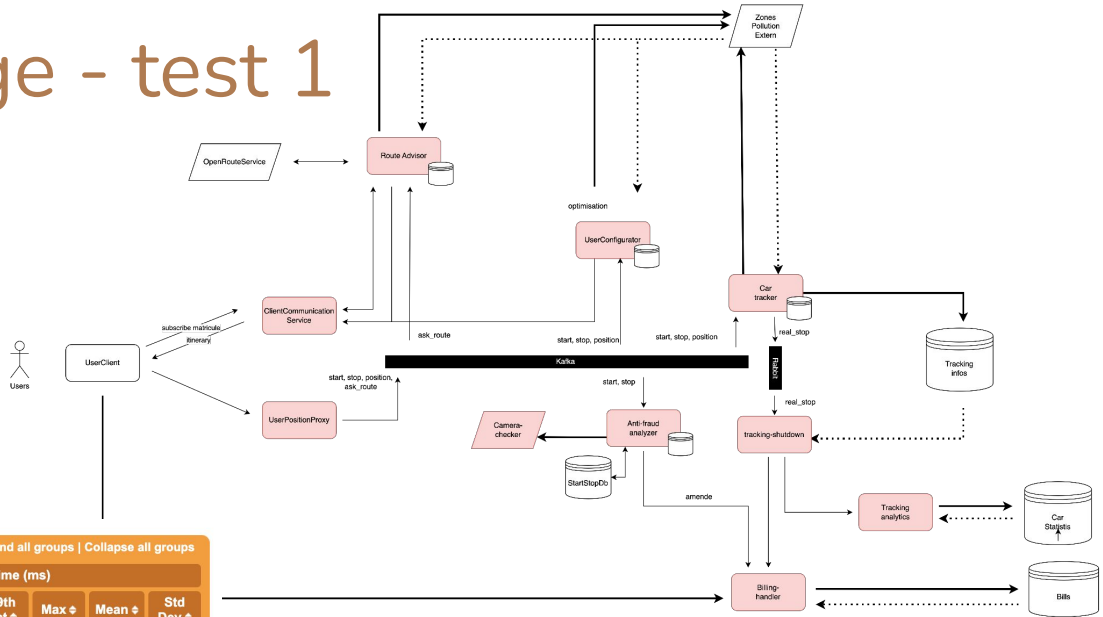 ge - test 1
Zones
Pollution
Extern
OpenRouteService
Route Advisor
optimisation
UserConfigurator
Car
tracker
ClientCommunication
Service
subscribe matricule
itinerary
ask_route
start, stop, position
start, stop, position
real_stop
Users
UserClient
Kafka
Rabbit
Tracking
infos
start, stop, position,
ask_route
start, stop
real_stop
UserPositionProxy
Camera-
checker
Anti-fraud
analyzer
tracking-shutdown
StartStopDb
amende
Tracking
analytics
Car
Statistis
nd all groups | Collapse all groups
me (ms)
Max
Mean
Std
Billing-
handler
Bills